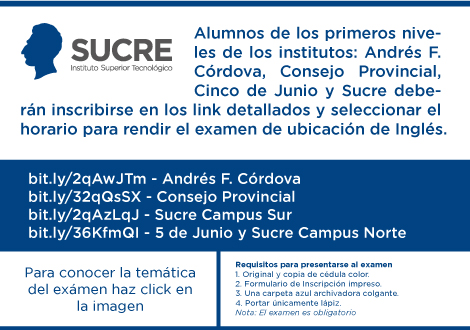 SUCRE
Instituto Superior Tecnológico
Alumnos de los primeros nive-
les de los institutos: Andrés F.
Córdova, Consejo Provincial,
Cinco de Junio y Sucre debe-
rán inscribirse en los link detallados y seleccionar el
horario para rendir el examen de ubicación de Inglés.
bit.ly/2qAwJTm - Andrés F. Córdova
bit.ly/32qQsSX - Consejo Provincial
bit.ly/2qAzLqJ - Sucre Campus Sur
bit.ly/36KfmQI - 5 de Junio y Sucre Campus Norte
Para conocer la temática
del exámen haz click en
la imagen
Requisitos para presentarse al examen
1. Original y copia de cédula color.
2. Formulario de Inscripción impreso.
3. Una carpeta azul archivadora colgante.
4. Portar únicamente lápiz.
Nota: El examen es obligatorio